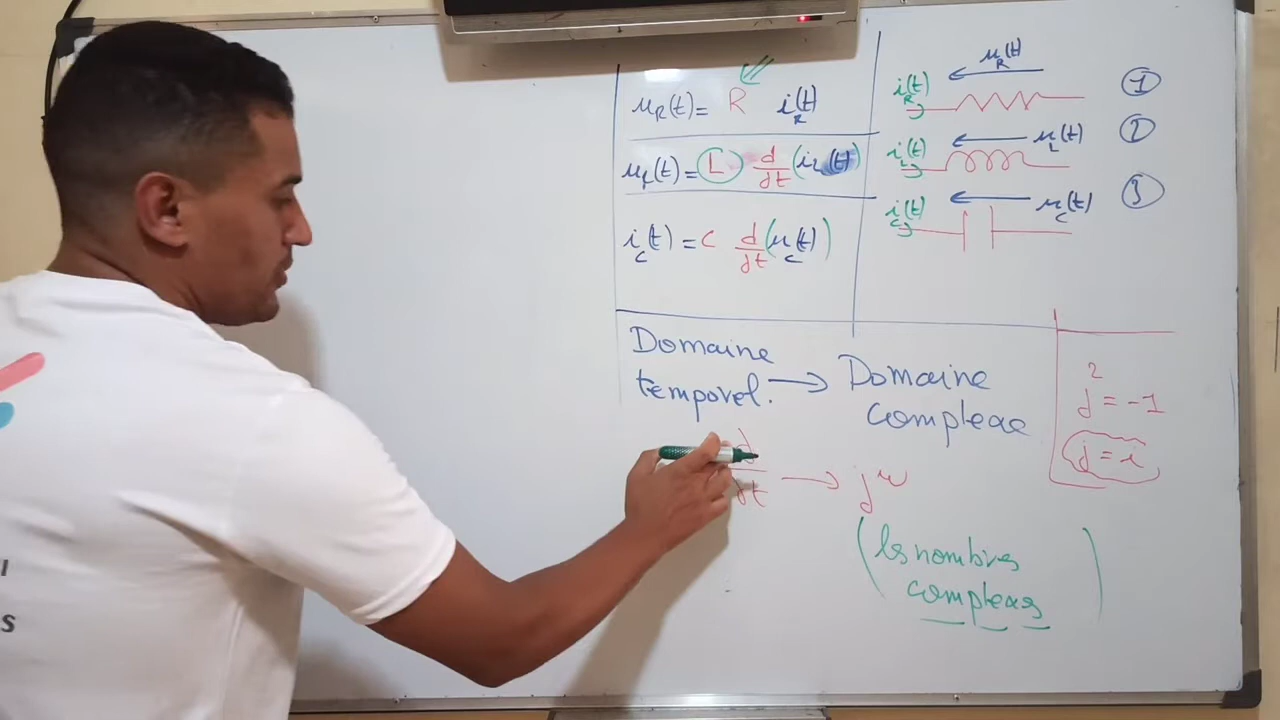 u_R(t) = R i_R(t)
u_L(t) = L d/dt (i_L(t))
i_C(t) = C d/dt (u_C(t))
u_R(t)
i_R(t)
1
u_L(t)
i_L(t)
2
u_C(t)
i_C(t)
3
Domaine
temporel. → Domaine
complexe
d/dt → jw
(les nombres
complexes)
j² = -1
j = i